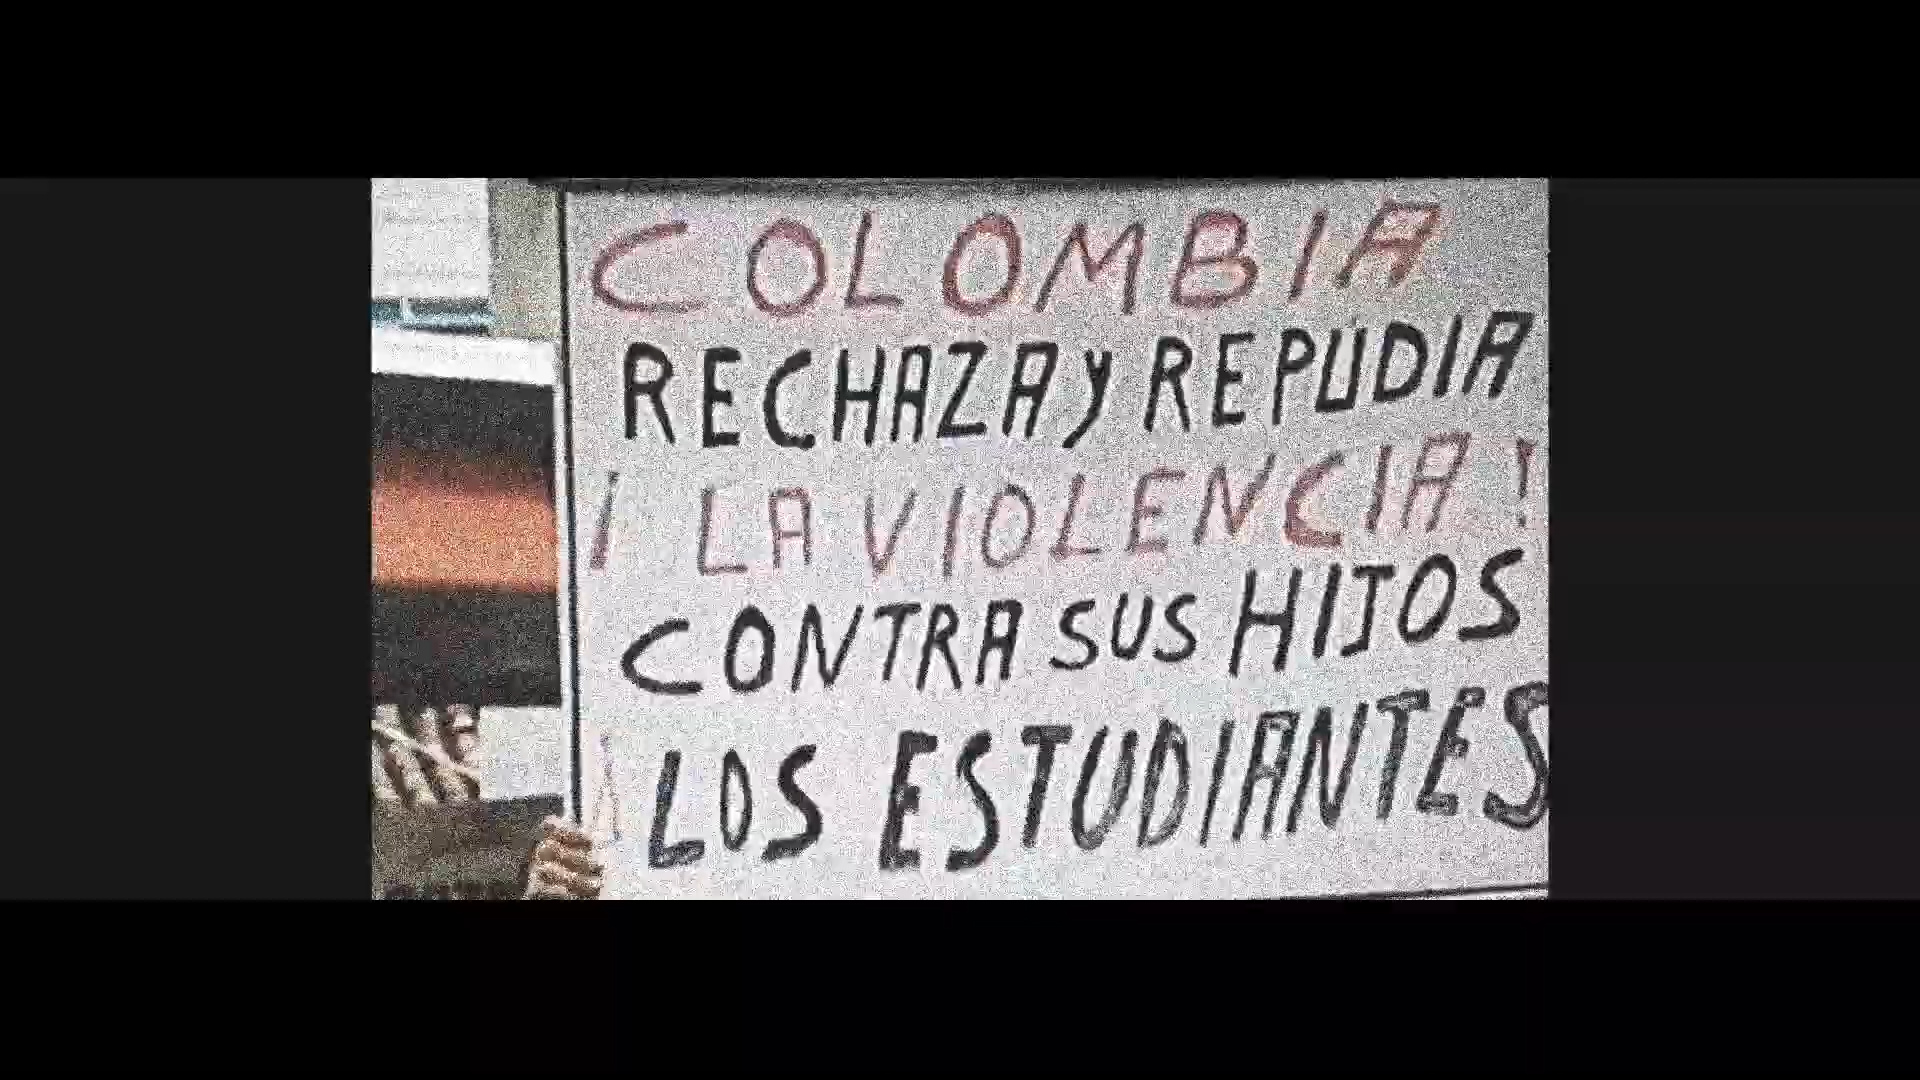 COLOMBIA
RECHAZA Y REPUDIA
¡LA VIOLENCIA!
CONTRA SUS HIJOS
LOS ESTUDIANTES